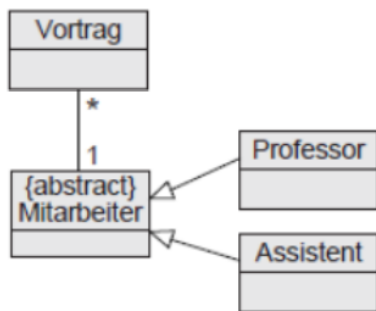 Vortrag
*
1
{abstract}
Mitarbeiter
Professor
Assistent